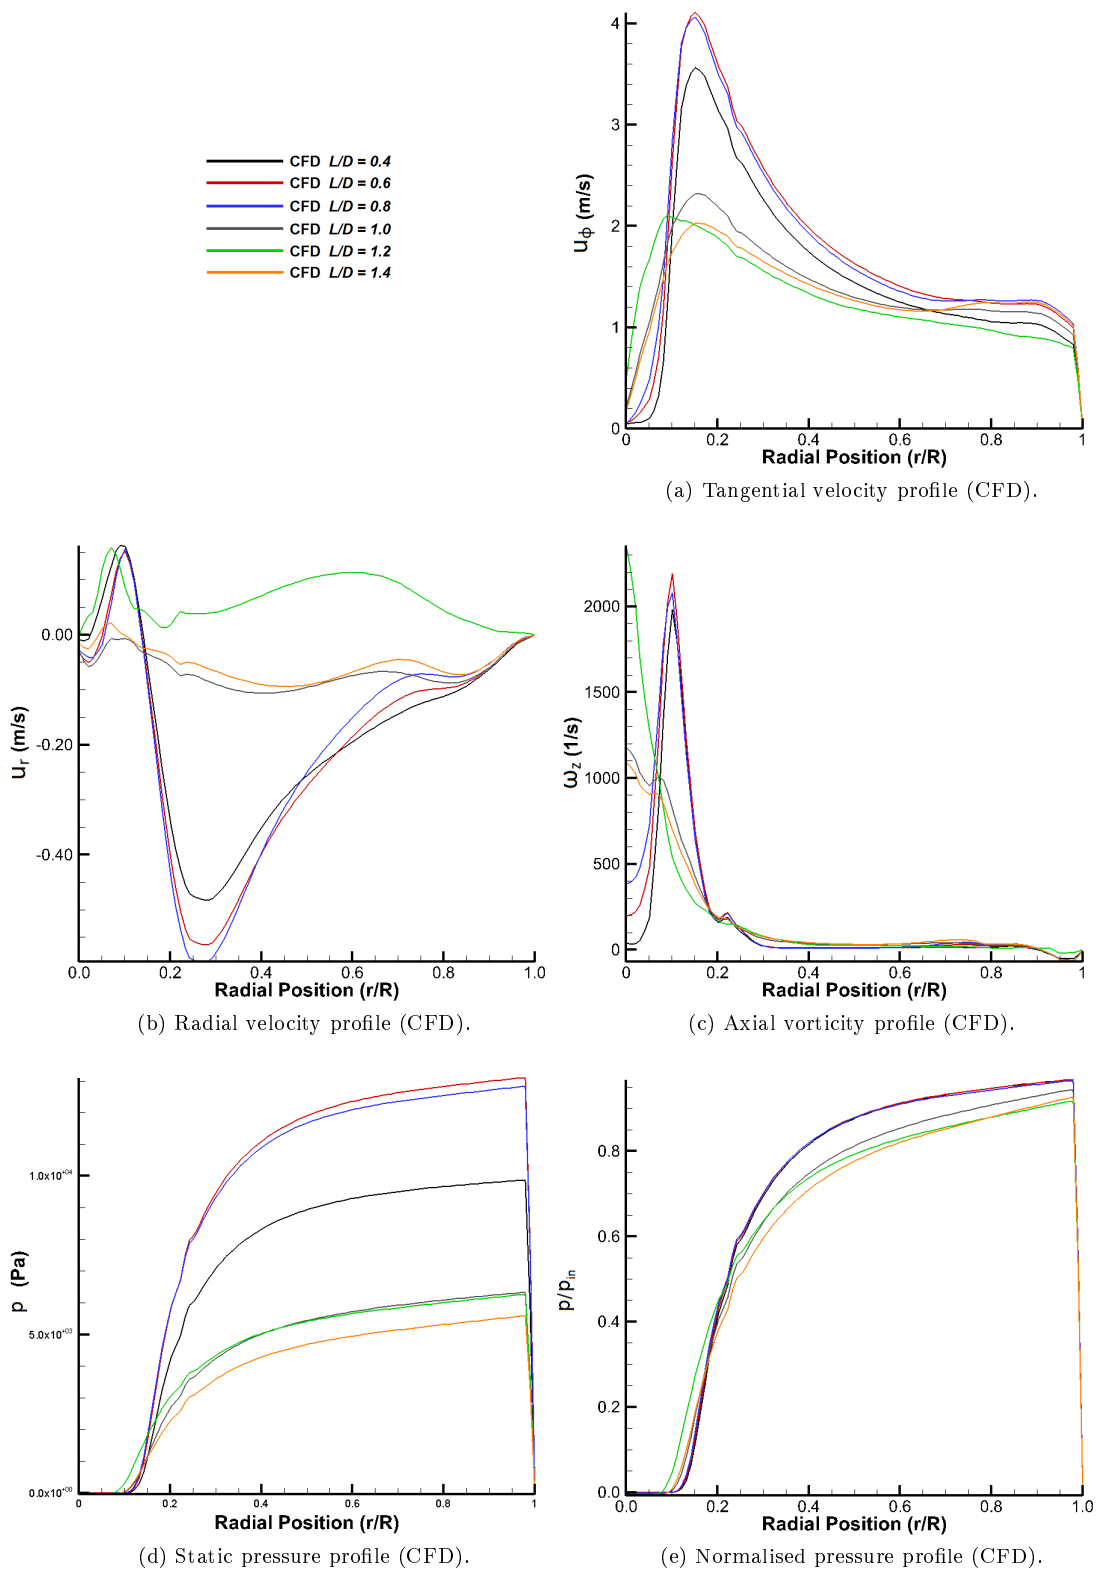 CFD L/D = 0.4
CFD L/D = 0.6
CFD L/D = 0.8
CFD L/D = 1.0
CFD L/D = 1.2
CFD L/D = 1.4
4
3
2
1
0
uϕ (m/s)
0 0.2 0.4 0.6 0.8 1
Radial Position (r/R)
(a) Tangential velocity profile (CFD).
0.00
-0.20
-0.40
ur (m/s)
0.0 0.2 0.4 0.6 0.8 1.0
Radial Position (r/R)
(b) Radial velocity profile (CFD).
2000
1500
1000
500
0
ωz (1/s)
0 0.2 0.4 0.6 0.8 1
Radial Position (r/R)
(c) Axial vorticity profile (CFD).
1.0x10+04
5.0x10+03
0.0x10+00
p (Pa)
0 0.2 0.4 0.6 0.8 1
Radial Position (r/R)
(d) Static pressure profile (CFD).
0.8
0.6
0.4
0.2
0.0
p/pin
0.0 0.2 0.4 0.6 0.8 1.0
Radial Position (r/R)
(e) Normalised pressure profile (CFD).